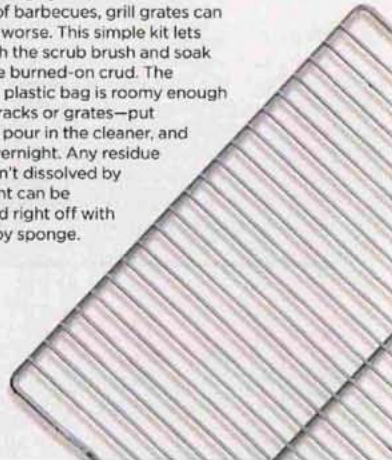 of barbecues, grill grates can
worse. This simple kit lets
h the scrub brush and soak
e burned-on crud. The
plastic bag is roomy enough
racks or grates—put
pour in the cleaner, and
vernight. Any residue
n't dissolved by
nt can be
d right off with
by sponge.